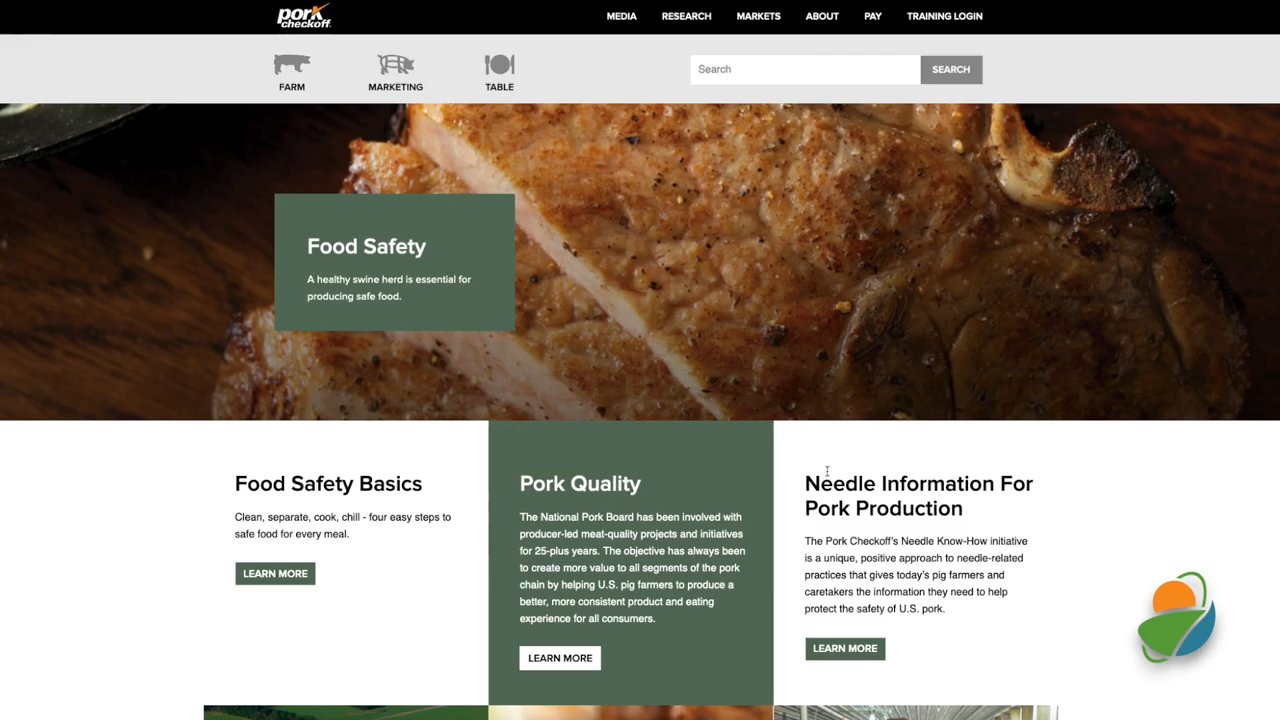 pork
checkoff
MEDIA RESEARCH MARKETS ABOUT PAY TRAINING LOGIN
FARM MARKETING TABLE
Search SEARCH
Food Safety
A healthy swine herd is essential for
producing safe food.
Food Safety Basics
Clean, separate, cook, chill - four easy steps to
safe food for every meal.
LEARN MORE
Pork Quality
The National Pork Board has been involved with
producer-led meat-quality projects and initiatives
for 25-plus years. The objective has always been
to create more value to all segments of the pork
chain by helping U.S. pig farmers to produce a
better, more consistent product and eating
experience for all consumers.
LEARN MORE
Needle Information For
Pork Production
The Pork Checkoff's Needle Know-How initiative
is a unique, positive approach to needle-related
practices that gives today's pig farmers and
caretakers the information they need to help
protect the safety of U.S. pork.
LEARN MORE